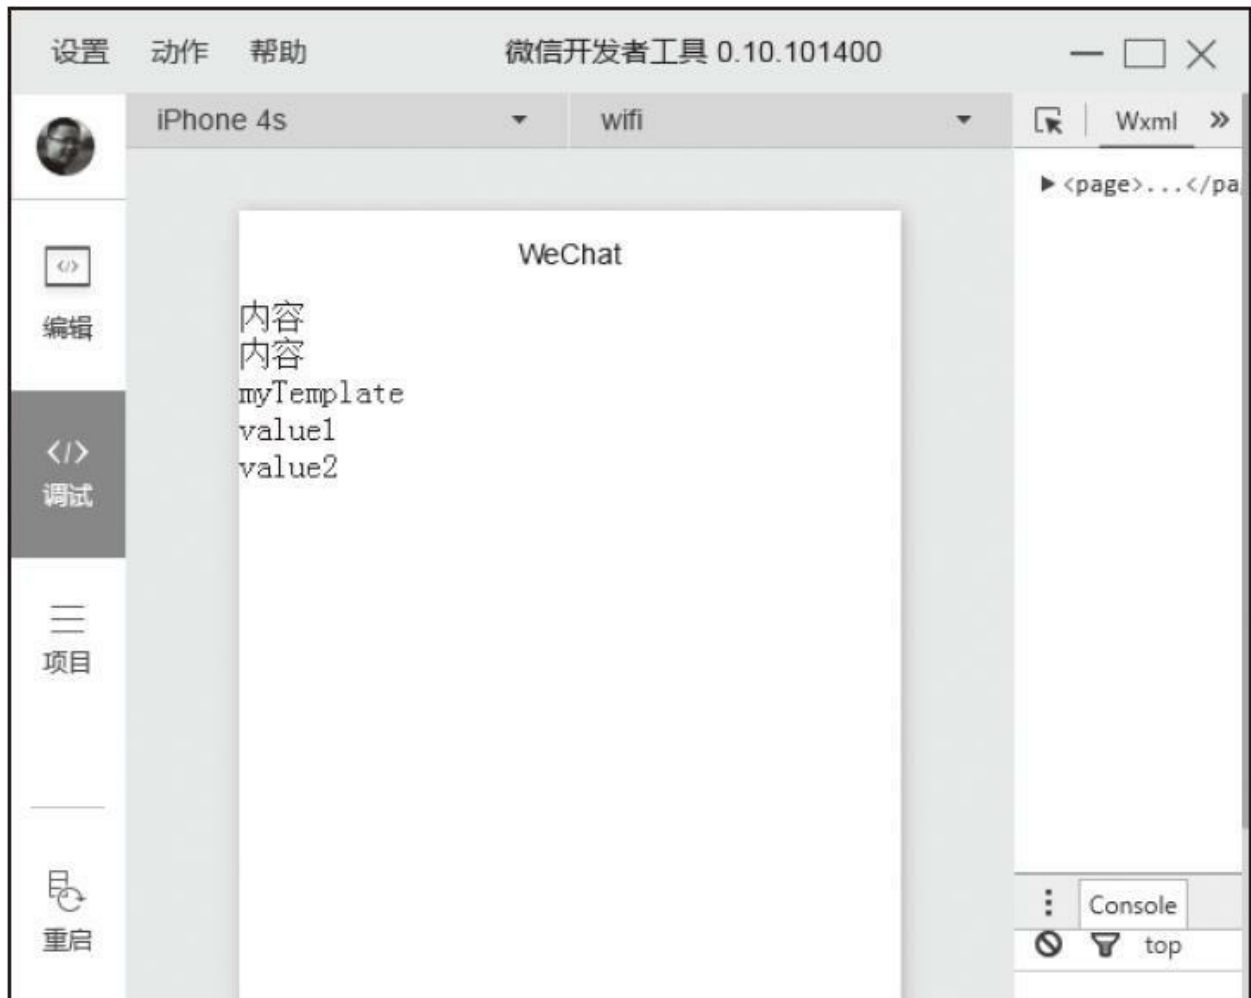 设置 动作 帮助 微信开发者工具 0.10.101400
iPhone 4s wifi Wxml
<page>...</pa
WeChat
</>
编辑
内容
内容
myTemplate
value1
value2
</>
调试
项目
重启
Console
top